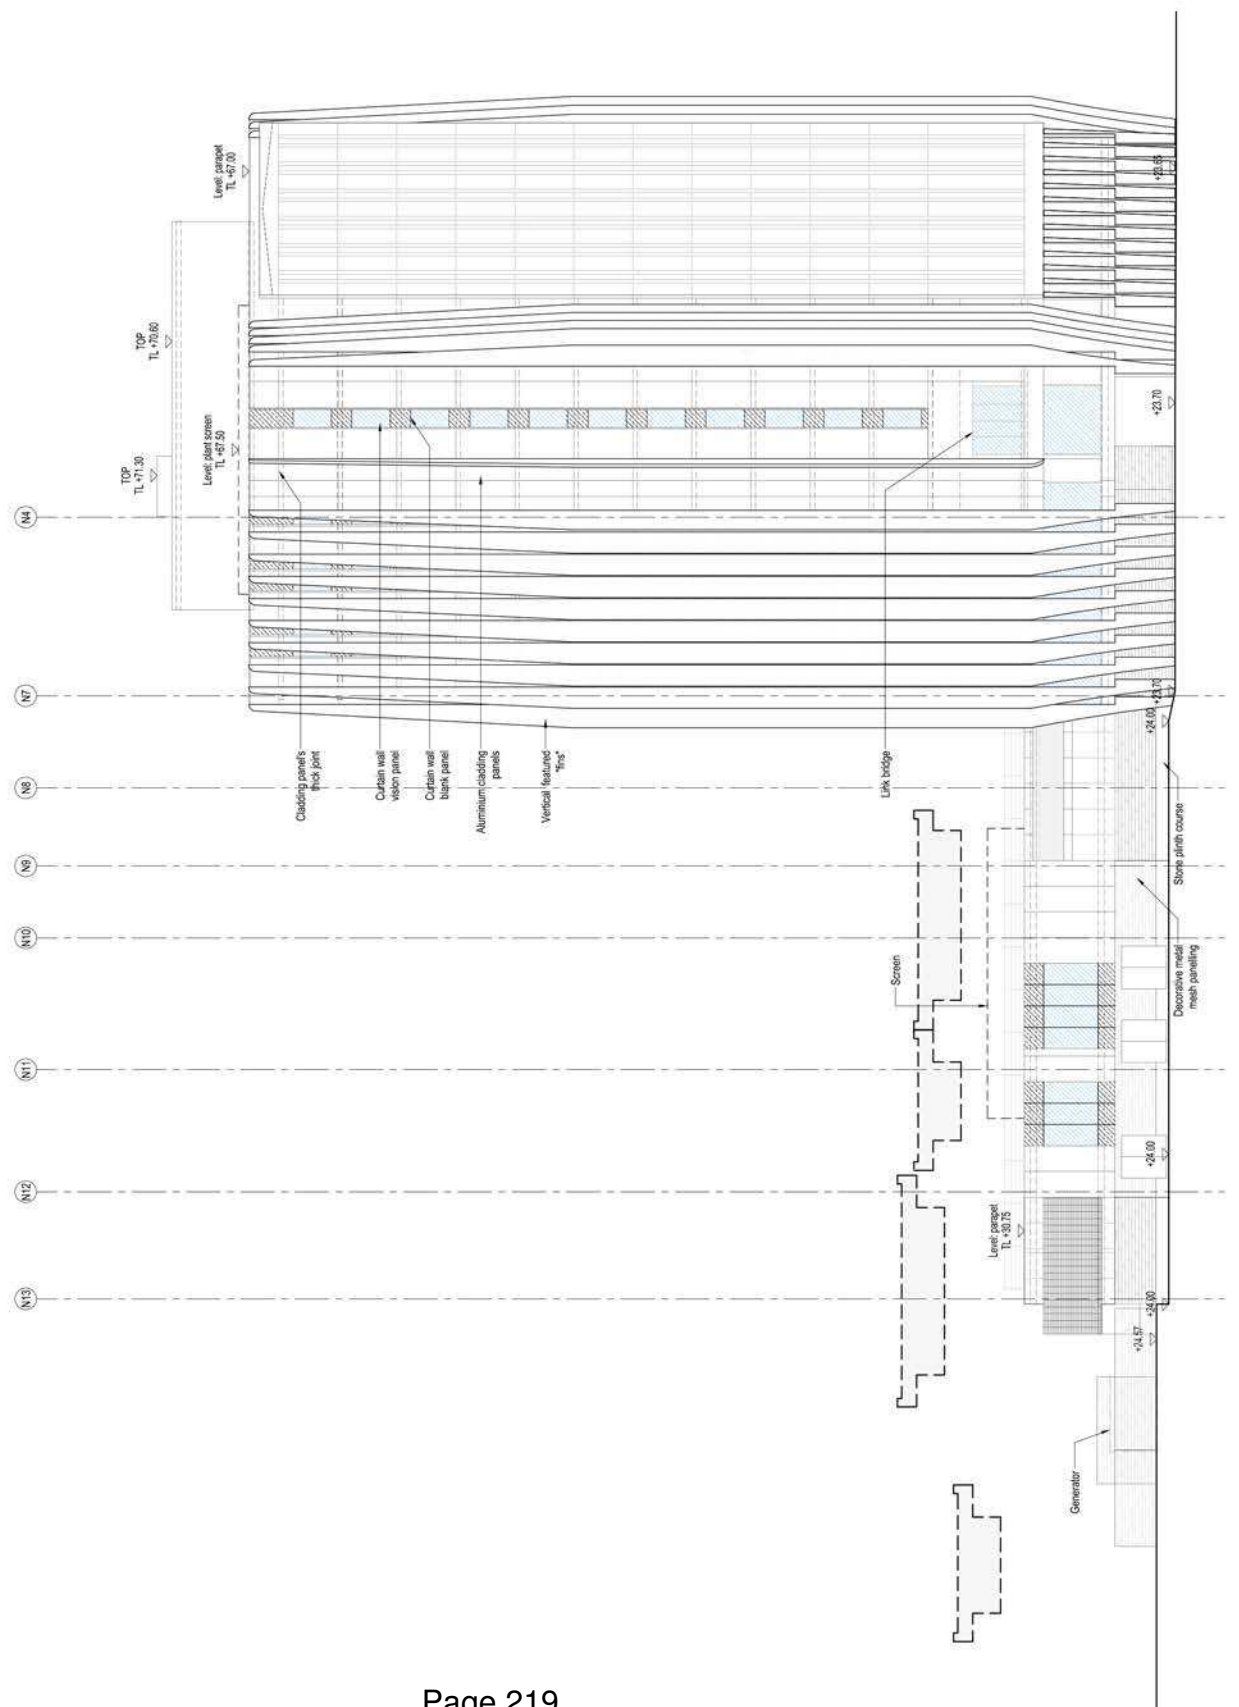 N4
N7
N8
N9
N10
N11
N12
N13
Level: parapet
TL +67.00
TOP
TL +70.60
Level: plant screen
TL +67.50
TOP
TL +71.30
+23.65
+23.70
+23.70
+24.00
Cladding panel's
thick joint
Curtain wall
vision panel
Curtain wall
blank panel
Aluminium cladding
panels
Vertical featured
"fins"
Link bridge
Stone plinth course
Decorative metal
mesh panelling
Screen
+24.00
Level: parapet
TL +30.75
+24.00
+24.57
Generator
Page 219